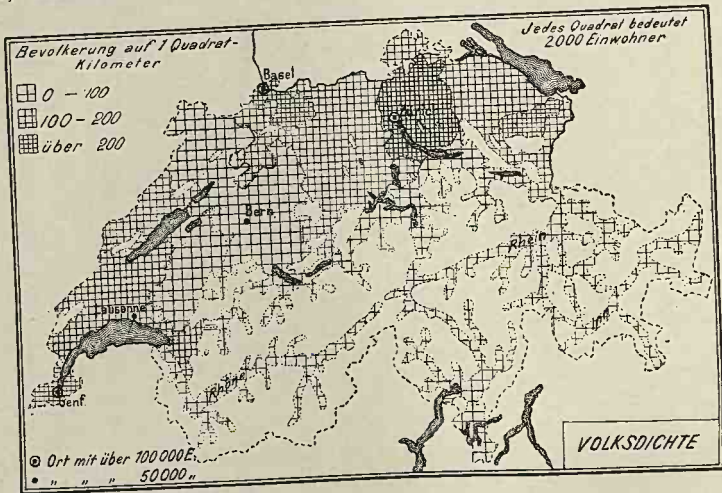 Bevölkerung auf 1 Quadrat-
Kilometer
0 – 100
100 – 200
über 200
Jedes Quadrat bedeutet
2000 Einwohner
Basel
Bern
Rhein
Lausanne
Rhone
Genf
Ort mit über 100 000 E.
" " " 50 000 "
VOLKSDICHTE